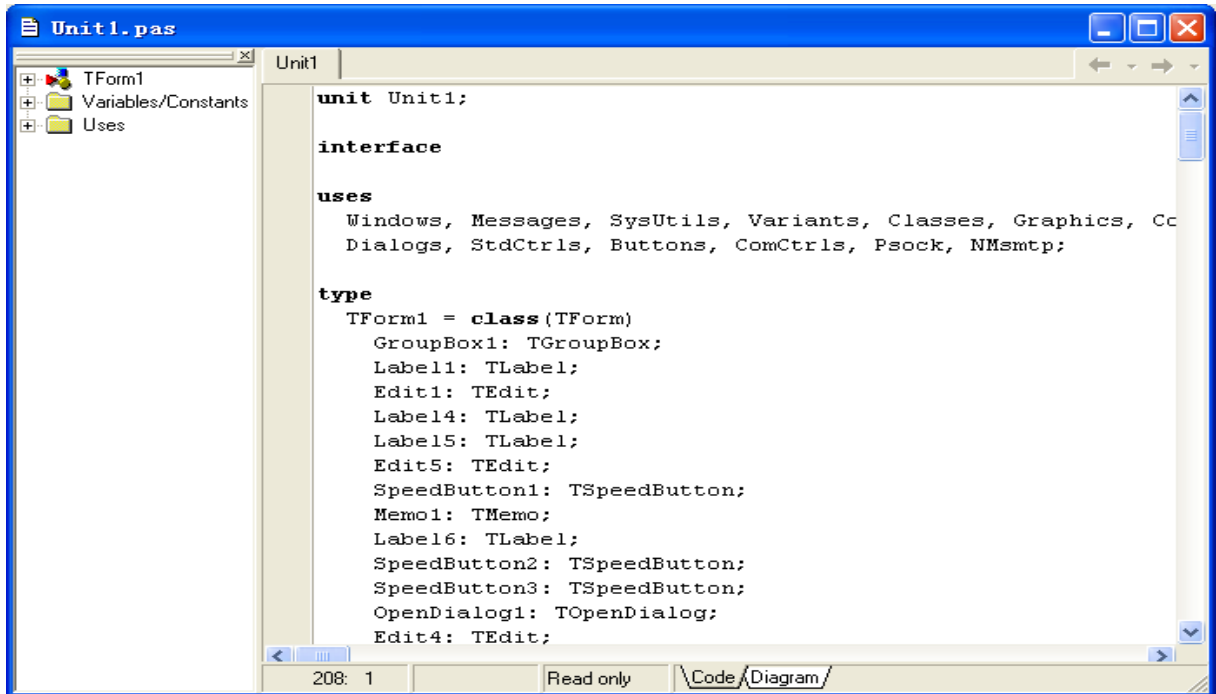 Unit1.pas
TForm1
Variables/Constants
Uses
Unit1
unit Unit1;
interface
uses
Windows, Messages, SysUtils, Variants, Classes, Graphics,
Dialogs, StdCtrls, Buttons, ComCtrls, Psock, NMsmtp;
type
TForm1 = class(TForm)
GroupBox1: TGroupBox;
Label1: TLabel;
Edit1: TEdit;
Label4: TLabel;
Label5: TLabel;
Edit5: TEdit;
SpeedButton1: TSpeedButton;
Memo1: TMemo;
Label6: TLabel;
SpeedButton2: TSpeedButton;
SpeedButton3: TSpeedButton;
OpenDialog1: TOpenDialog;
Edit4: TEdit;
208: 1 Read only Code Diagram